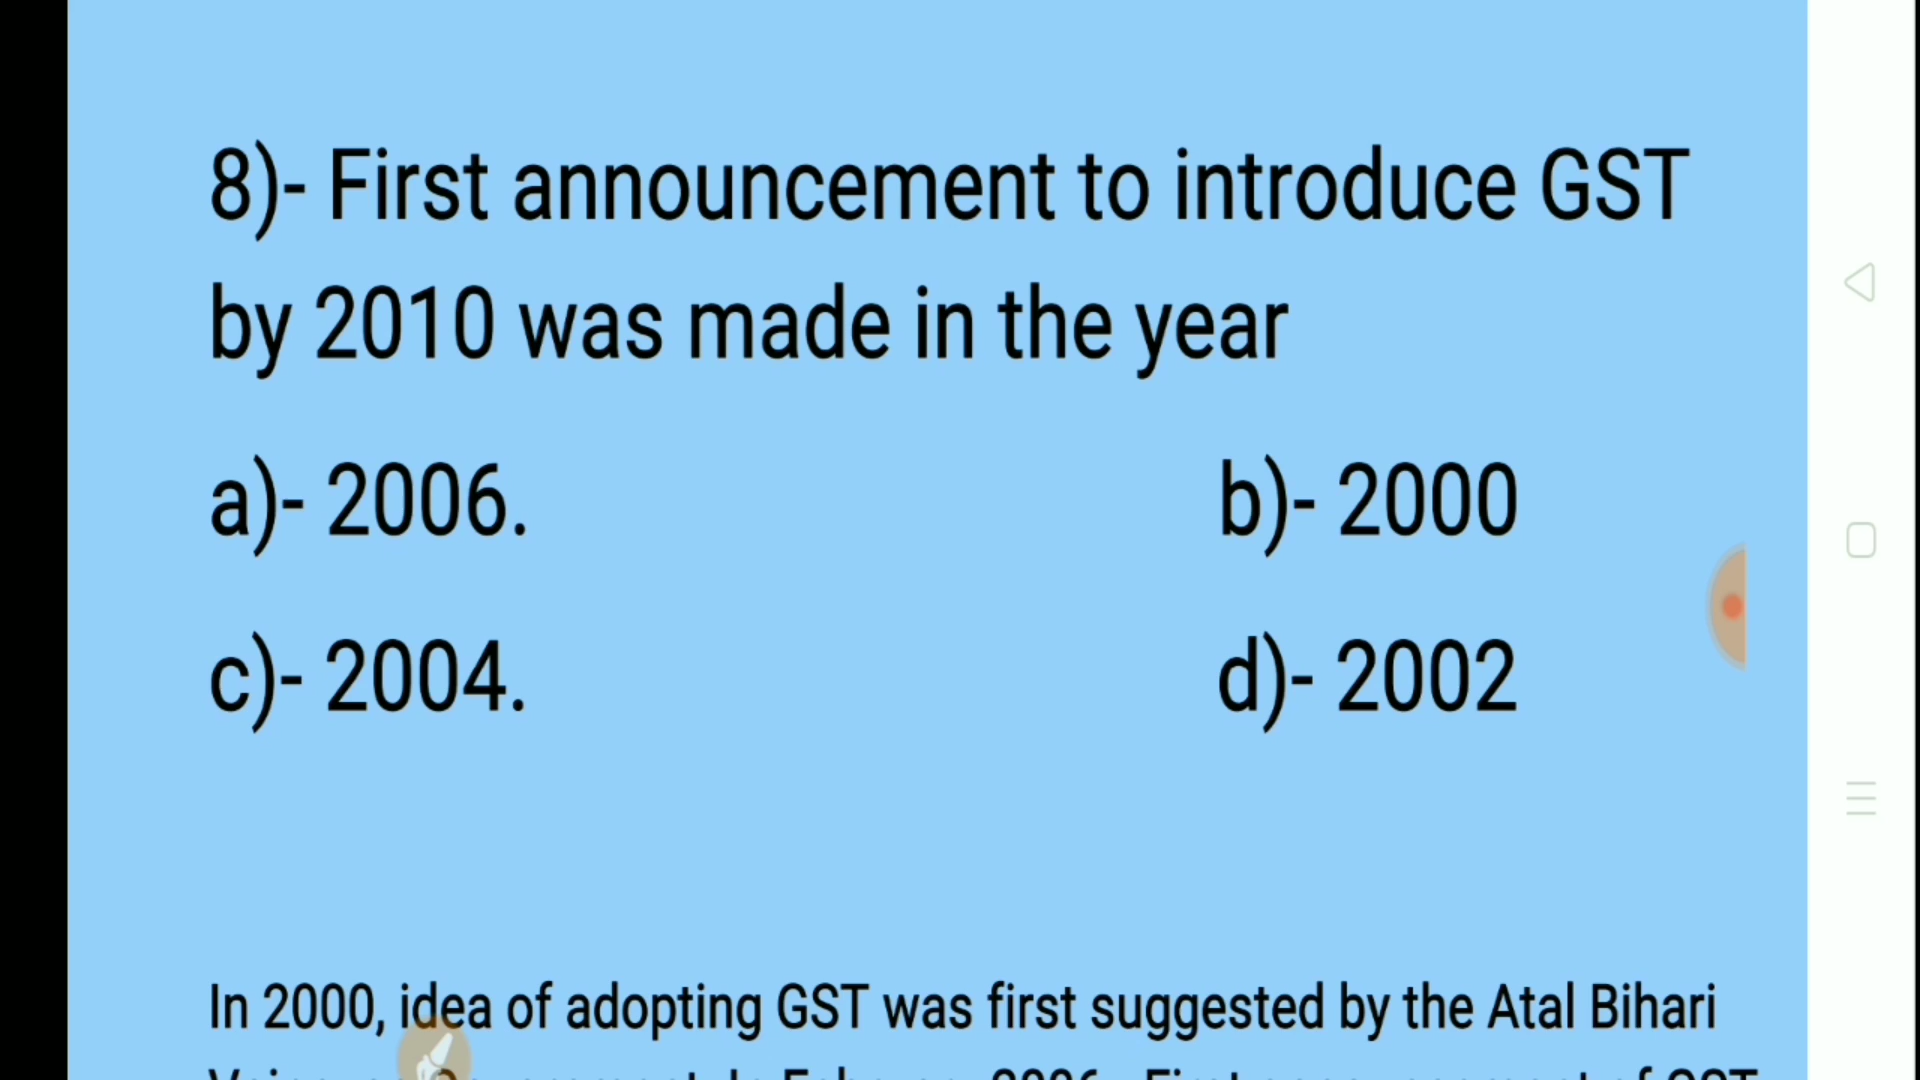 8)- First announcement to introduce GST
by 2010 was made in the year
a)- 2006. b)- 2000
c)- 2004. d)- 2002
In 2000, idea of adopting GST was first suggested by the Atal Bihari